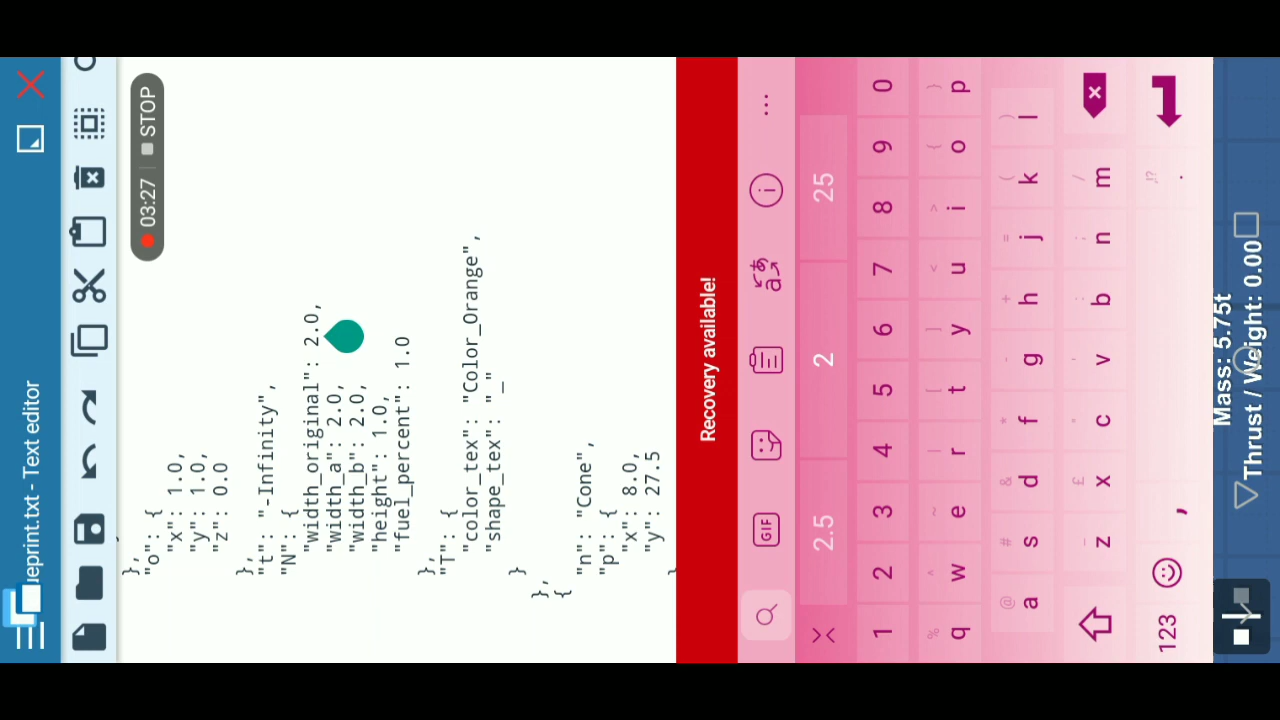 ueprint.txt - Text editor
03:27 STOP
},
"o": {
"x": 1.0,
"y": 1.0,
"z": 0.0
},
"t": "-Infinity",
"N": {
"width_original": 2.0,
"width_a": 2.0,
"width_b": 2.0,
"height": 1.0,
"fuel_percent": 1.0
},
"T": {
"color_tex": "Color_Orange",
"shape_tex": "_"
}
},
{
"n": "Cone",
"p": {
"x": 8.0,
"y": 27.5
Recovery available!
GIF
2.5 2 25
1 2 3 4 5 6 7 8 9 0
q w e r t y u i o p
a s d f g h j k l
z x c v b n m
123 , .
Mass: 5.75t
Thrust / Weight: 0.00